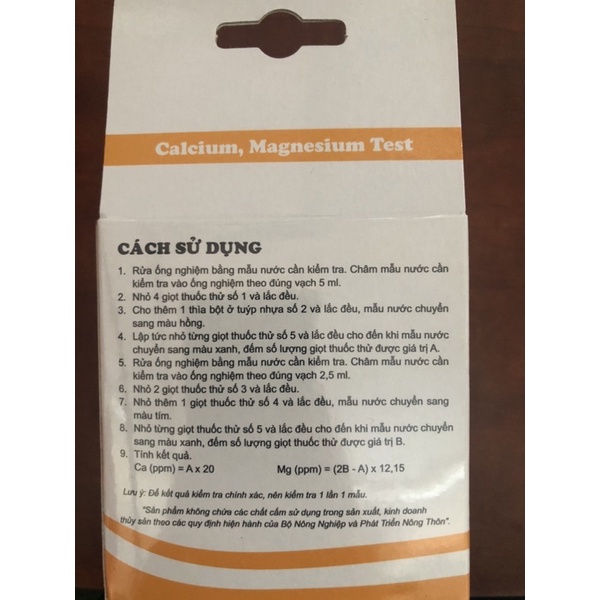 Calcium, Magnesium Test
CÁCH SỬ DỤNG
1. Rửa ống nghiệm bằng mẫu nước cần kiểm tra. Châm mẫu nước cần
kiểm tra vào ống nghiệm theo đúng vạch 5 ml.
2. Nhỏ 4 giọt thuốc thử số 1 và lắc đều.
3. Cho thêm 1 thìa bột ở tuýp nhựa số 2 và lắc đều, mẫu nước chuyển
sang màu hồng.
4. Lập tức nhỏ từng giọt thuốc thử số 5 và lắc đều cho đến khi mẫu nước
chuyển sang màu xanh, đếm số lượng giọt thuốc thử được giá trị A.
5. Rửa ống nghiệm bằng mẫu nước cần kiểm tra. Châm mẫu nước cần
kiểm tra vào ống nghiệm theo đúng vạch 2,5 ml.
6. Nhỏ 2 giọt thuốc thử số 3 và lắc đều.
7. Nhỏ thêm 1 giọt thuốc thử số 4 và lắc đều, mẫu nước chuyển sang
màu tím.
8. Nhỏ từng giọt thuốc thử số 5 và lắc đều cho đến khi mẫu nước chuyển
sang màu xanh, đếm số lượng giọt thuốc thử được giá trị B.
9. Tính kết quả.
Ca (ppm) = A x 20 Mg (ppm) = (2B - A) x 12,15
Lưu ý: Để kết quả kiểm tra chính xác, nên kiểm tra 1 lần 1 mẫu.
"Sản phẩm không chứa các chất cấm sử dụng trong sản xuất, kinh doanh
thủy sản theo các quy định hiện hành của Bộ Nông Nghiệp và Phát Triển Nông Thôn".